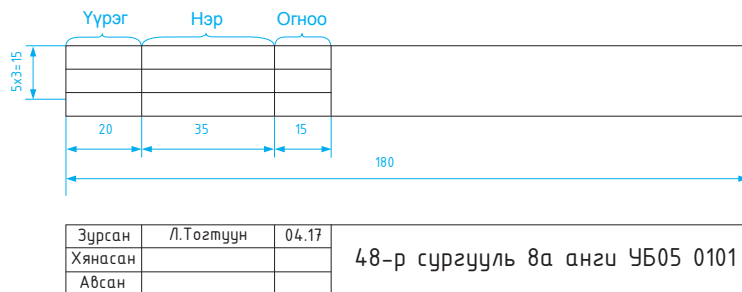 Үүрэг Нэр Огноо
5x3=15
20 35 15
180
Зурсан Л.Тогтуун 04.17
48-р сургууль 8а анги УБ05 0101
Хянасан
Авсан